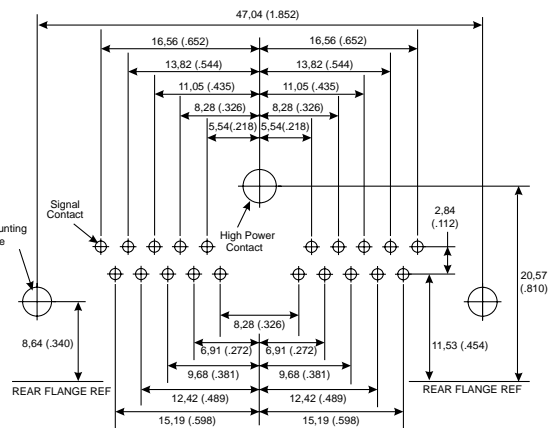 47,04 (1.852)
16,56 (.652) 16,56 (.652)
13,82 (.544) 13,82 (.544)
11,05 (.435) 11,05 (.435)
8,28 (.326) 8,28 (.326)
5,54(.218) 5,54(.218)
Signal
Contact
High Power
Contact
2,84
(.112)
20,57
(.810)
8,28 (.326)
8,64 (.340)
11,53 (.454)
6,91 (.272) 6,91 (.272)
9,68 (.381) 9,68 (.381)
REAR FLANGE REF REAR FLANGE REF
12,42 (.489) 12,42 (.489)
15,19 (.598) 15,19 (.598)